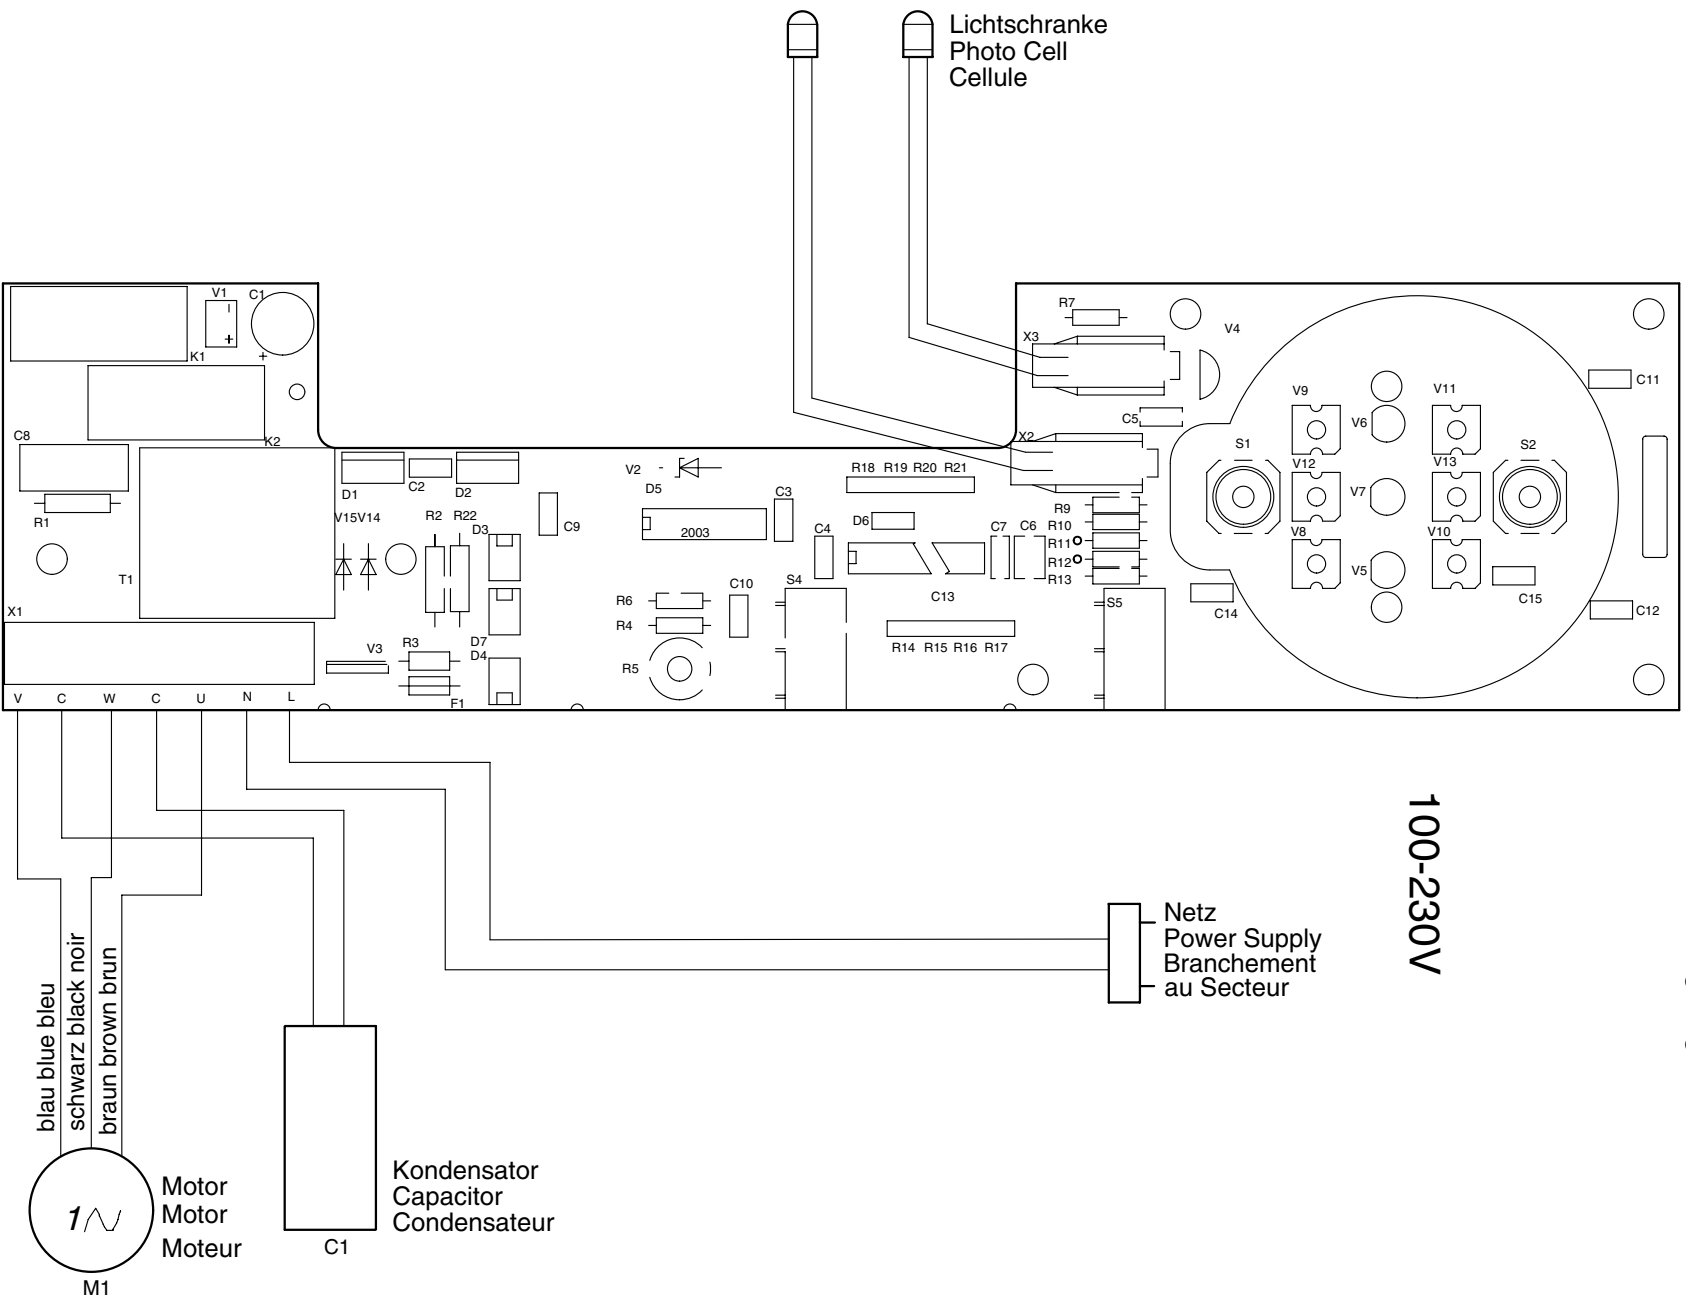 Lichtschranke
Photo Cell
Cellule
V1
C1
K1
+
-
+
K2
C8
R1
T1
X1
D1
C2
D2
V15V14
R2 R22
D3
C9
V2
-
D5
2003
C3
C4
D6
R18 R19 R20 R21
C7 C6
C13
S4
C10
R6
R4
R5
D7
D4
V3
R3
F1
R14 R15 R16 R17
R7
X3
V4
C5
X2
R9
R10
R11
R12
R13
S5
C14
S1
V9
V12
V8
V6
V7
V5
V11
V13
V10
S2
C11
C15
C12
V C W C U N L
100-230V
Netz
Power Supply
Branchement
au Secteur
blau blue bleu
schwarz black noir
braun brown brun
1
Motor
Motor
Moteur
M1
Kondensator
Capacitor
Condensateur
C1